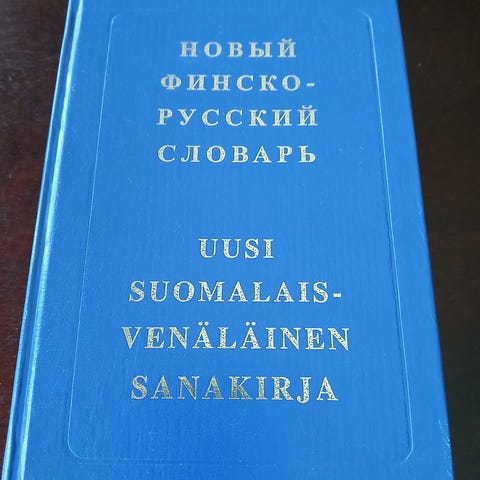 НОВЫЙ
ФИНСКО-
РУССКИЙ
СЛОВАРЬ
UUSI
SUOMALAIS-
VENÄLÄINEN
SANAKIRJA